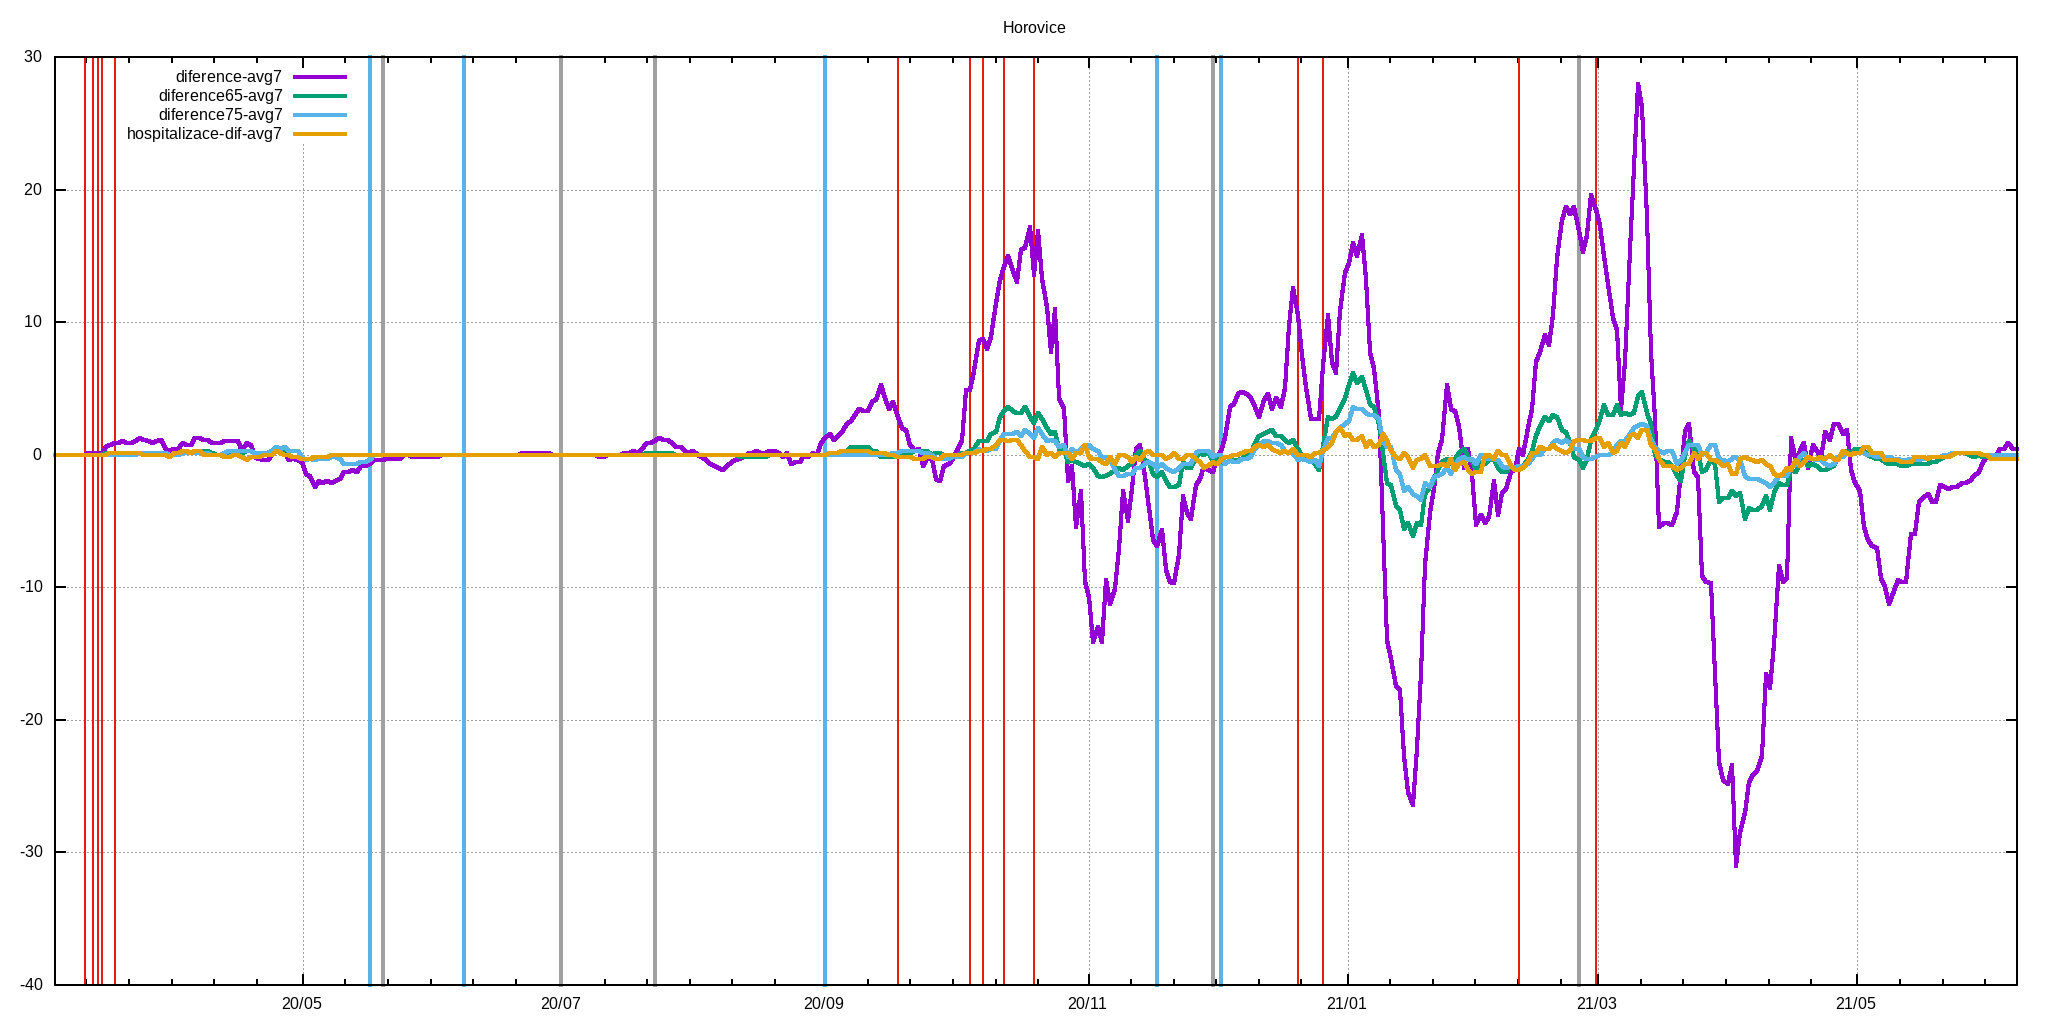 Horovice
30
20
10
0
-10
-20
-30
-40
diference-avg7
diference65-avg7
diference75-avg7
hospitalizace-dif-avg7
20/05 20/07 20/09 20/11 21/01 21/03 21/05